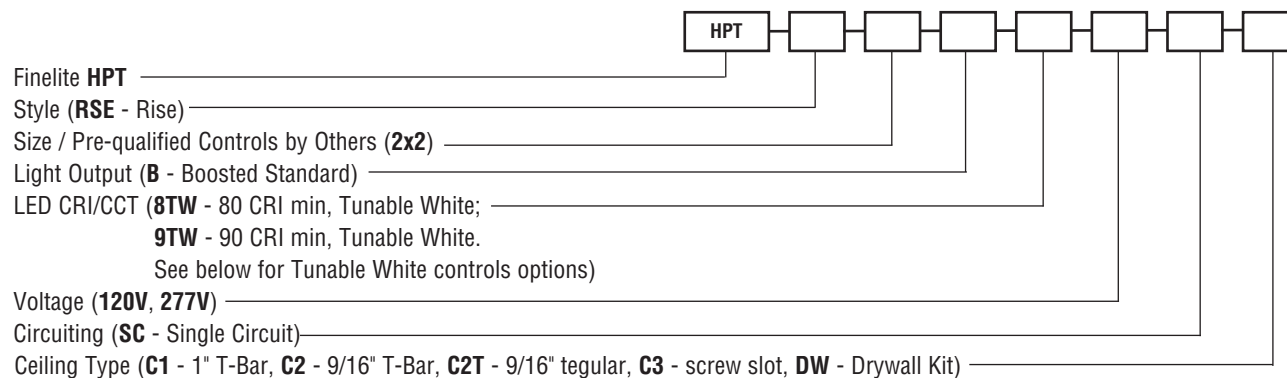 HPT
Finelite HPT
Style (RSE - Rise)
Size / Pre-qualified Controls by Others (2x2)
Light Output (B - Boosted Standard)
LED CRI/CCT (8TW - 80 CRI min, Tunable White;
9TW - 90 CRI min, Tunable White.
See below for Tunable White controls options)
Voltage (120V, 277V)
Circuiting (SC - Single Circuit)
Ceiling Type (C1 - 1" T-Bar, C2 - 9/16" T-Bar, C2T - 9/16" tegular, C3 - screw slot, DW - Drywall Kit)